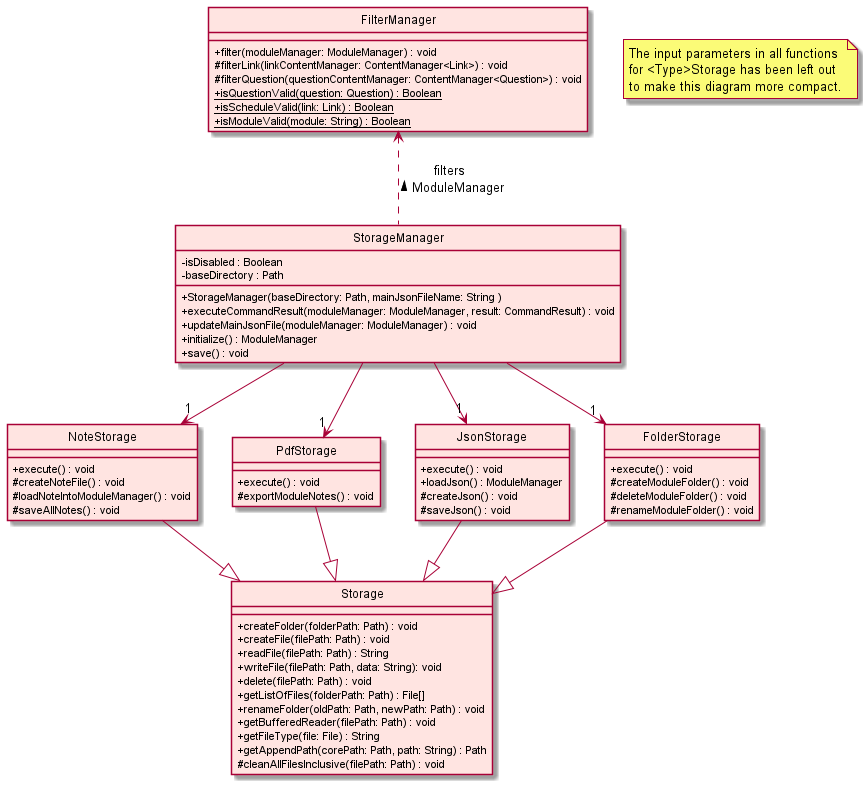 FilterManager
+filter(moduleManager: ModuleManager) : void
#filterLink(linkContentManager: ContentManager<Link>) : void
#filterQuestion(questionContentManager: ContentManager<Question>) : void
+isQuestionValid(question: Question) : Boolean
+isScheduleValid(link: Link) : Boolean
+isModuleValid(module: String) : Boolean
The input parameters in all functions
for <Type>Storage has been left out
to make this diagram more compact.
filters
ModuleManager
StorageManager
-isDisabled : Boolean
-baseDirectory : Path
+StorageManager(baseDirectory: Path, mainJsonFileName: String )
+executeCommandResult(moduleManager: ModuleManager, result: CommandResult) : void
+updateMainJsonFile(moduleManager: ModuleManager) : void
+initialize() : ModuleManager
+save() : void
1
1
1
1
NoteStorage
+execute() : void
#createNoteFile() : void
#loadNoteIntoModuleManager() : void
#saveAllNotes() : void
PdfStorage
+execute() : void
#exportModuleNotes() : void
JsonStorage
+execute() : void
+loadJson() : ModuleManager
#createJson() : void
#saveJson() : void
FolderStorage
+execute() : void
#createModuleFolder() : void
#deleteModuleFolder() : void
#renameModuleFolder() : void
Storage
+createFolder(folderPath: Path) : void
+createFile(filePath: Path) : void
+readFile(filePath: Path) : String
+writeFile(filePath: Path, data: String): void
+delete(filePath: Path) : void
+getListOfFiles(folderPath: Path) : File[]
+renameFolder(oldPath: Path, newPath: Path) : void
+getBufferedReader(filePath: Path) : void
+getFileType(file: File) : String
+getAppendPath(corePath: Path, path: String) : Path
#cleanAllFilesInclusive(filePath: Path) : void